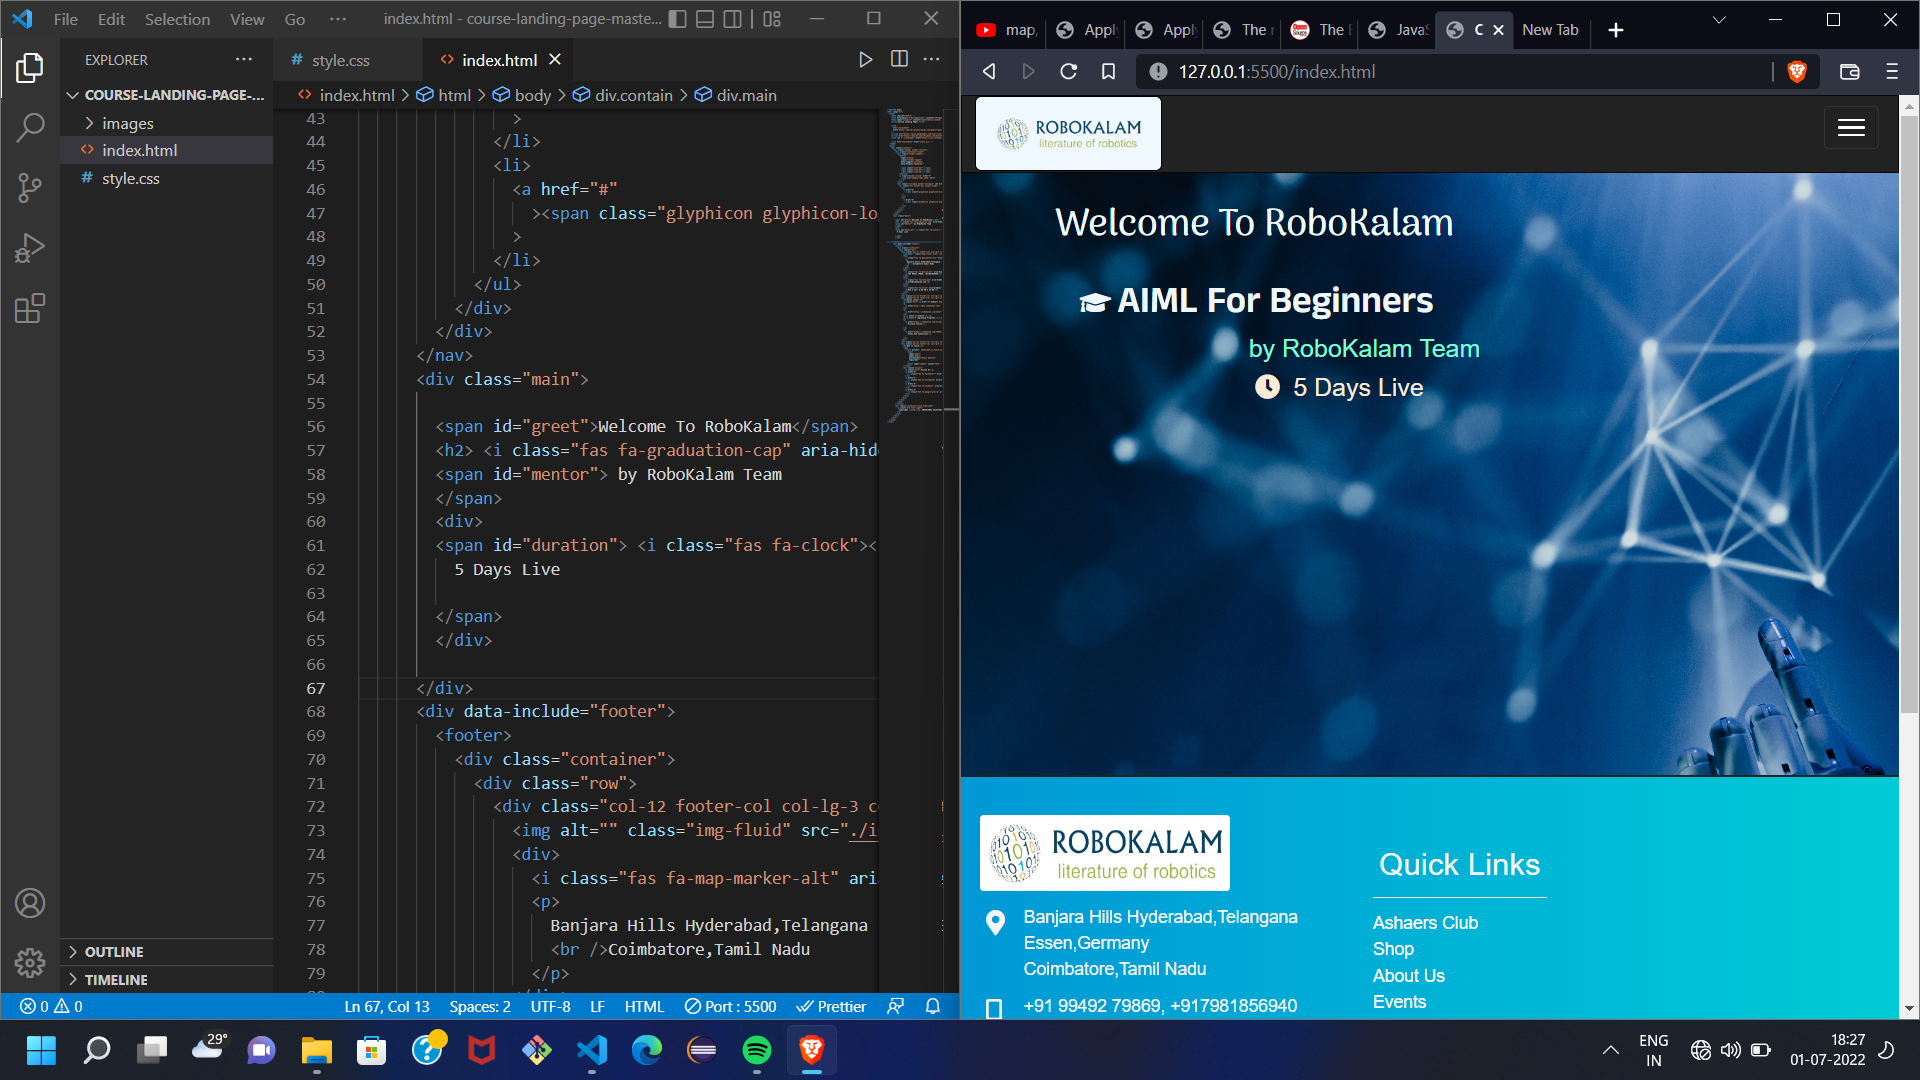 File Edit Selection View Go ··· index.html - course-landing-page-maste...
EXPLORER
COURSE-LANDING-PAGE-...
images
index.html
style.css
OUTLINE
TIMELINE
style.css
index.html
index.html > html > body > div.contain > div.main
43 >
44 </li>
45 <li>
46 <a href="#"
47 ><span class="glyphicon glyphicon-lo
48 >
49 </li>
50 </ul>
51 </div>
52 </div>
53 </nav>
54 <div class="main">
55
56 <span id="greet">Welcome To RoboKalam</span>
57 <h2> <i class="fas fa-graduation-cap" aria-hid
58 <span id="mentor"> by RoboKalam Team
59 </span>
60 <div>
61 <span id="duration"> <i class="fas fa-clock"><
62 5 Days Live
63
64 </span>
65 </div>
66
67 </div>
68 <div data-include="footer">
69 <footer>
70 <div class="container">
71 <div class="row">
72 <div class="col-12 footer-col col-lg-3 c
73 <img alt="" class="img-fluid" src="./i
74 <div>
75 <i class="fas fa-map-marker-alt" ari
76 <p>
77 Banjara Hills Hyderabad,Telangana
78 <br />Coimbatore,Tamil Nadu
79 </p>
0 0 Ln 67, Col 13 Spaces: 2 UTF-8 LF HTML Port : 5500 Prettier
map, Apply Apply The The Java C New Tab
127.0.0.1:5500/index.html
ROBOKALAM
literature of robotics
Welcome To RoboKalam
AIML For Beginners
by RoboKalam Team
5 Days Live
ROBOKALAM
literature of robotics
Banjara Hills Hyderabad,Telangana
Essen,Germany
Coimbatore,Tamil Nadu
+91 99492 79869, +917981856940
Quick Links
Ashaers Club
Shop
About Us
Events
29°
ENG
IN
18:27
01-07-2022